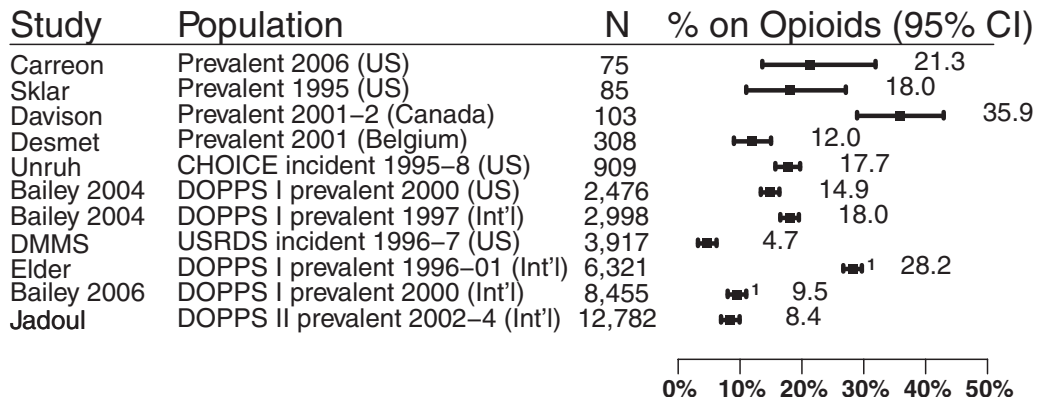 Study Population N % on Opioids (95% CI)
Carreon Prevalent 2006 (US) 75 21.3
Sklar Prevalent 1995 (US) 85 18.0
Davison Prevalent 2001−2 (Canada) 103 35.9
Desmet Prevalent 2001 (Belgium) 308 12.0
Unruh CHOICE incident 1995−8 (US) 909 17.7
Bailey 2004 DOPPS I prevalent 2000 (US) 2,476 14.9
Bailey 2004 DOPPS I prevalent 1997 (Int'l) 2,998 18.0
DMMS USRDS incident 1996−7 (US) 3,917 4.7
Elder DOPPS I prevalent 1996−01 (Int'l) 6,321 1 28.2
Bailey 2006 DOPPS I prevalent 2000 (Int'l) 8,455 1 9.5
Jadoul DOPPS II prevalent 2002−4 (Int'l) 12,782 8.4
0% 10% 20% 30% 40% 50%